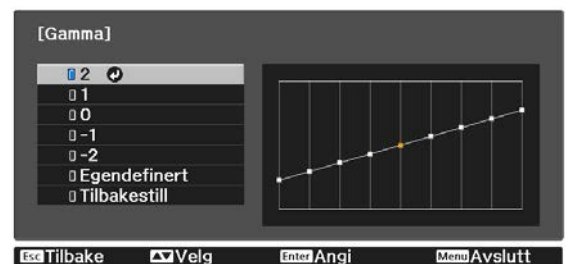 [Gamma]
2
1
0
-1
-2
Egendefinert
Tilbakestill
Esc Tilbake Velg Enter Angi Menu Avslutt